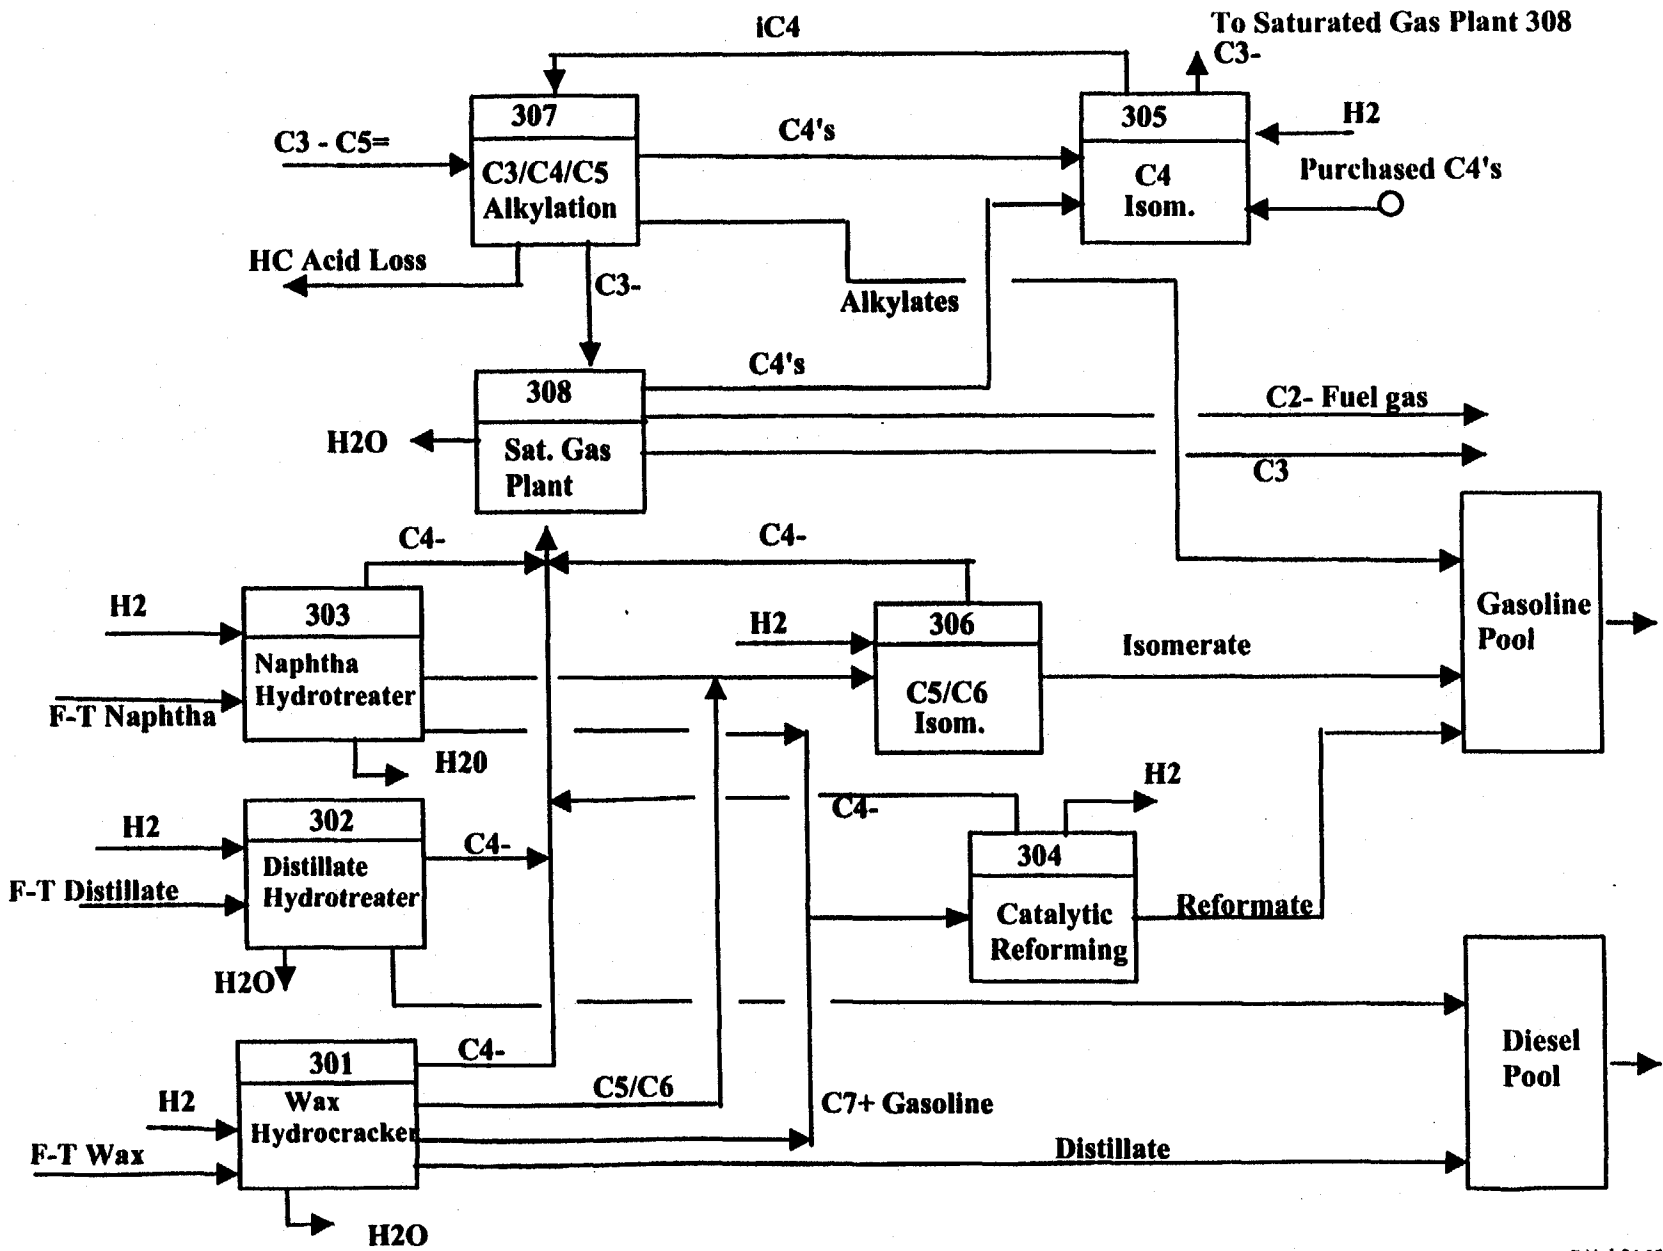 iC4
To Saturated Gas Plant 308
C3-
307
305
H2
C3 - C5=
C4's
C3/C4/C5
Alkylation
C4
Isom.
Purchased C4's
HC Acid Loss
C3-
Alkylates
C4's
308
C2- Fuel gas
H2O
Sat. Gas
Plant
C3
C4-
C4-
H2
303
306
H2
Gasoline
Pool
Isomerate
Naphtha
Hydrotreater
C5/C6
Isom.
F-T Naphtha
H20
H2
C4-
302
H2
C4-
304
Distillate
Hydrotreater
F-T Distillate
Reformate
Catalytic
Reforming
H2O
Diesel
Pool
C4-
301
C5/C6
H2
Wax
Hydrocracker
C7+ Gasoline
F-T Wax
Distillate
H2O